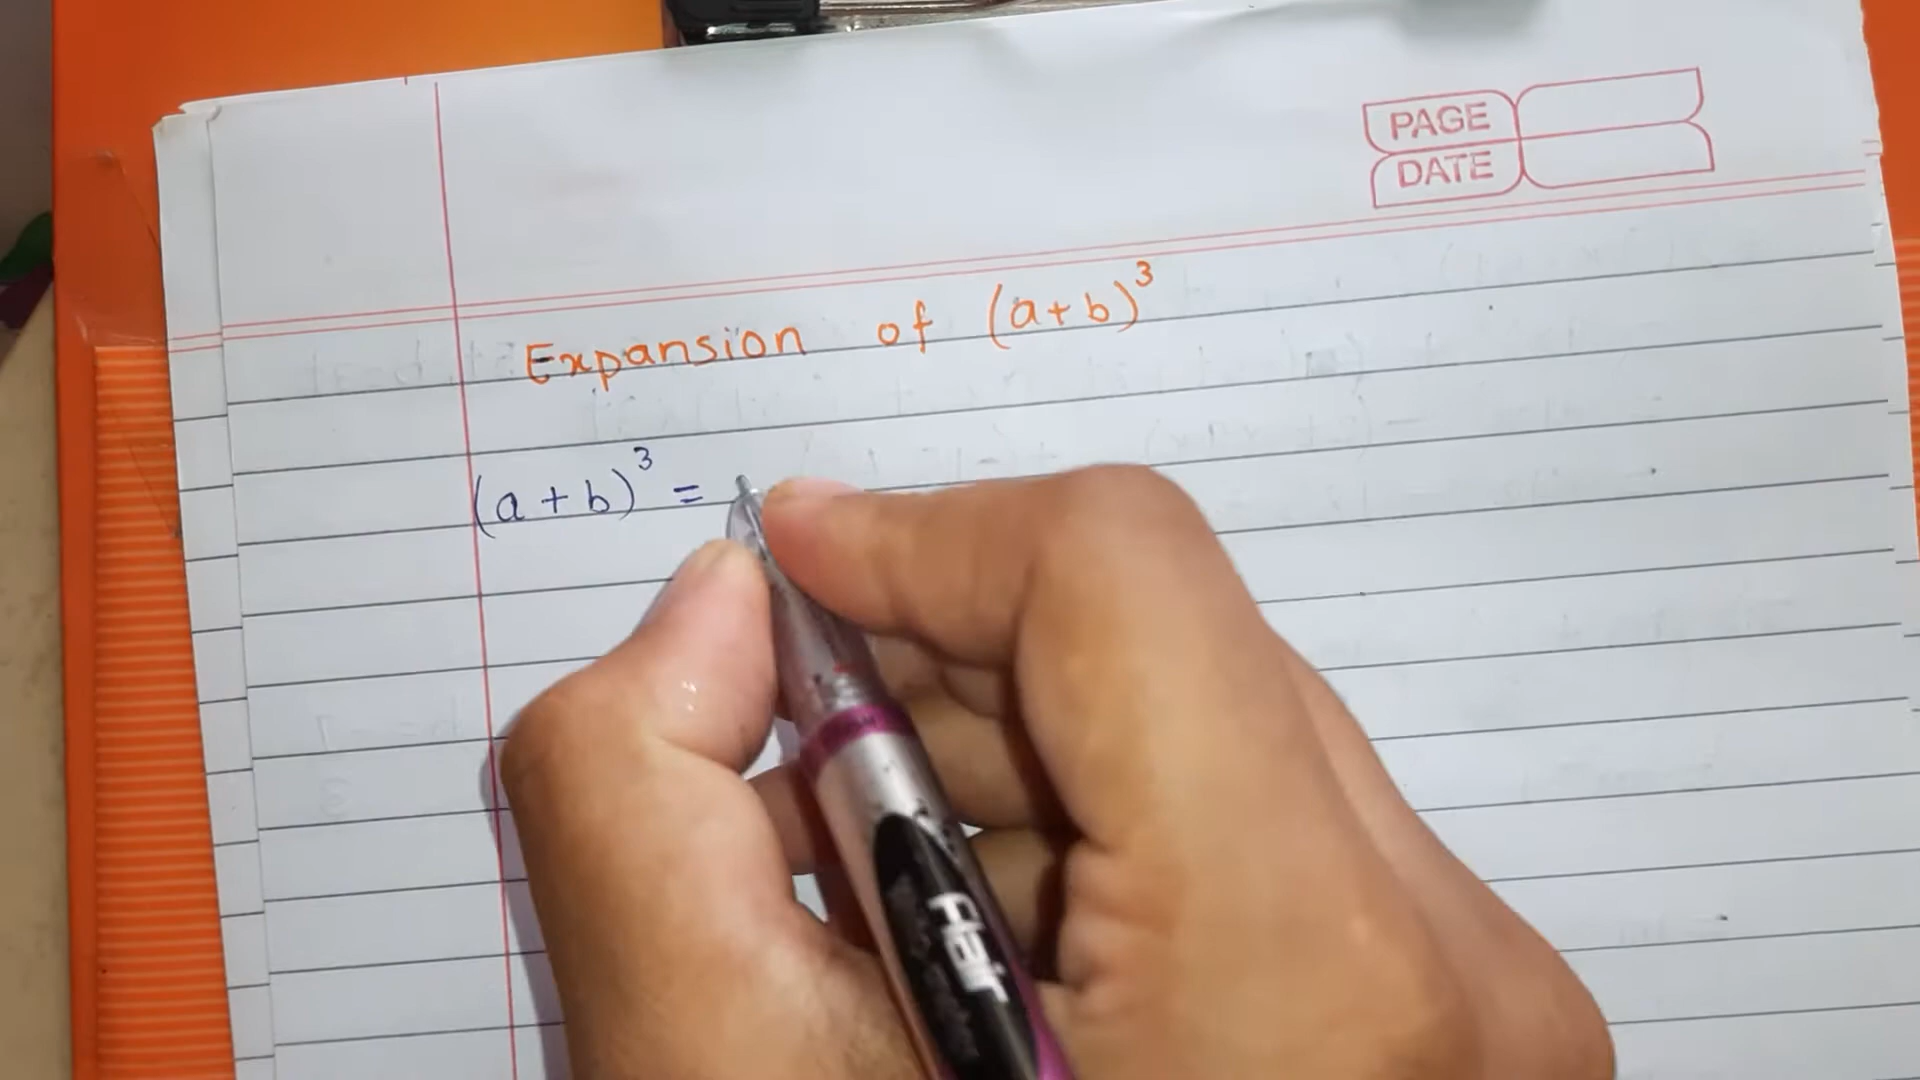 PAGE
DATE
Expansion of (a+b)³
(a+b)³ =
Flair